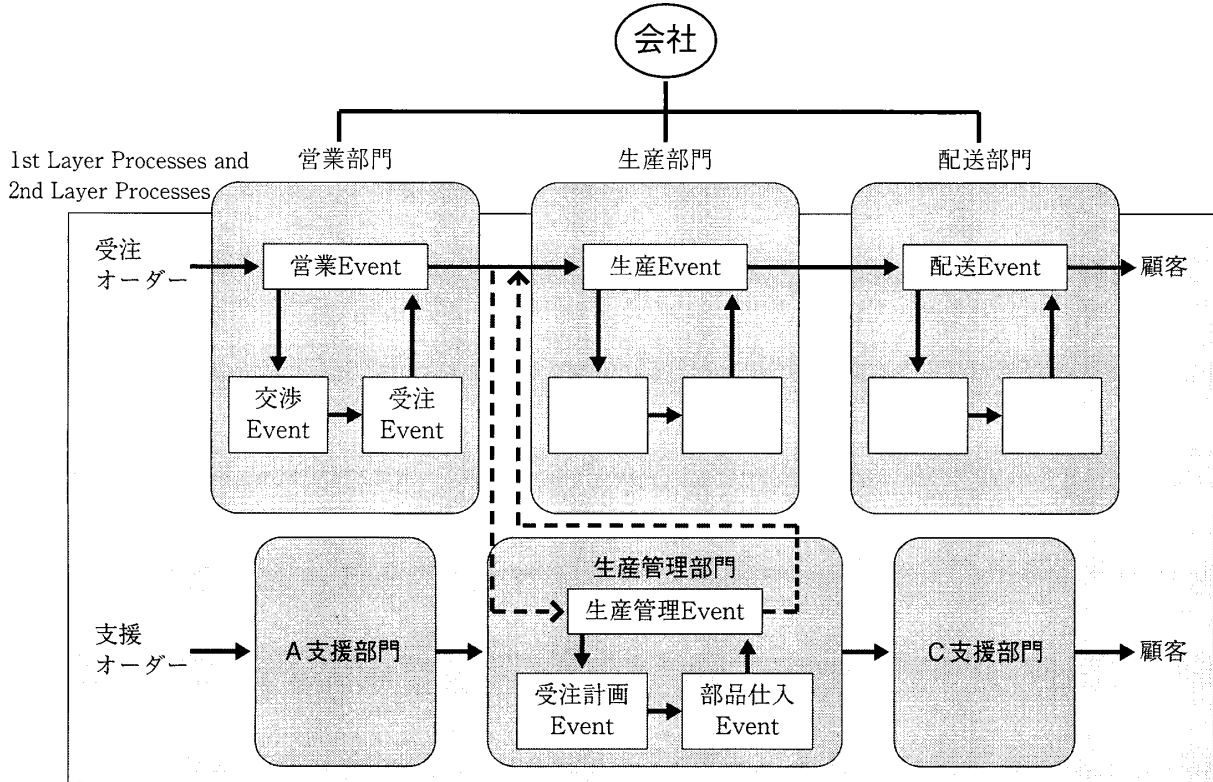 会社
1st Layer Processes and
2nd Layer Processes
営業部門
生産部門
配送部門
受注
オーダー
営業Event
生産Event
配送Event
顧客
交渉
Event
受注
Event
生産管理部門
生産管理Event
支援
オーダー
A支援部門
C支援部門
顧客
受注計画
Event
部品仕入
Event